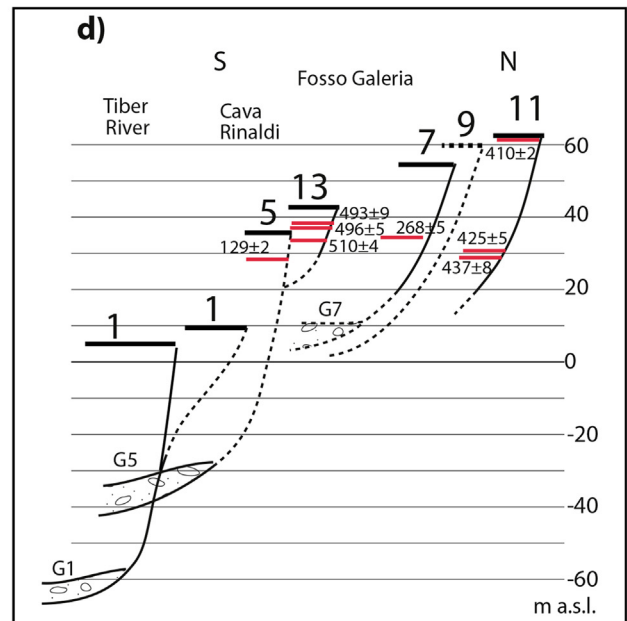 d)
S
N
Fosso Galeria
Tiber
River
Cava
Rinaldi
11
9
7
60
410±2
13
493±9
5
496±5
268±5
40
510±4
425±5
129±2
437±8
20
1
1
G7
0
-20
G5
-40
G1
-60
m a.s.l.